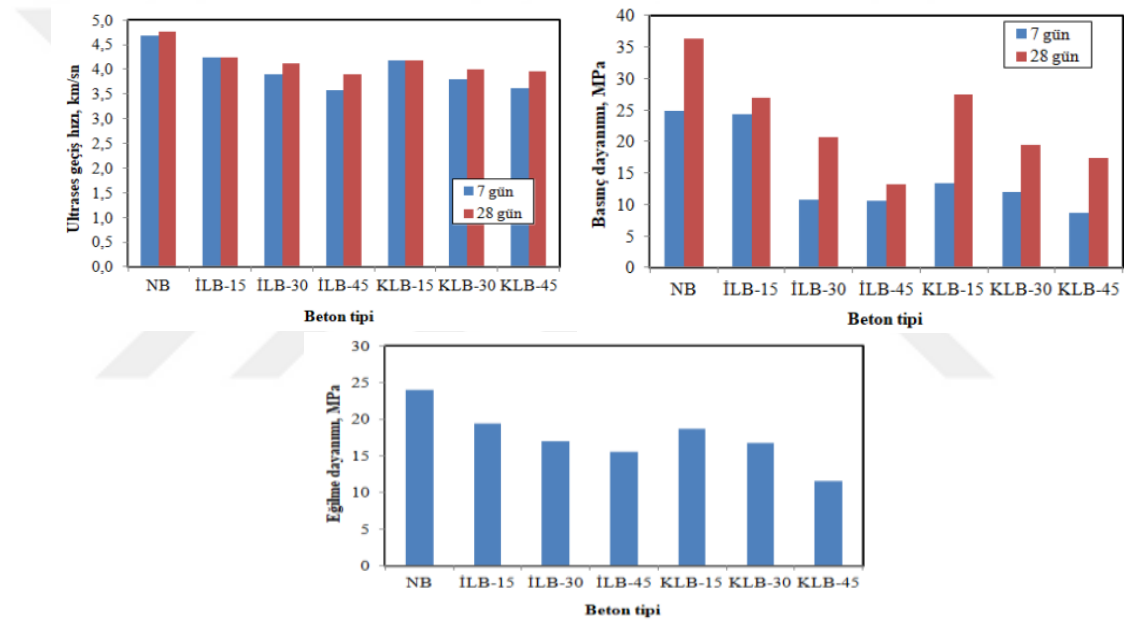 Ultrases geçiş hızı, km/sn
5,0
4,5
4,0
3,5
3,0
2,5
2,0
1,5
1,0
0,5
0,0
7 gün
28 gün
NB İLB-15 İLB-30 İLB-45 KLB-15 KLB-30 KLB-45
Beton tipi
Basınç dayanımı, MPa
40
35
30
25
20
15
10
5
0
7 gün
28 gün
NB İLB-15 İLB-30 İLB-45 KLB-15 KLB-30 KLB-45
Beton tipi
Eğilme dayanımı, MPa
30
25
20
15
10
5
0
NB İLB-15 İLB-30 İLB-45 KLB-15 KLB-30 KLB-45
Beton tipi